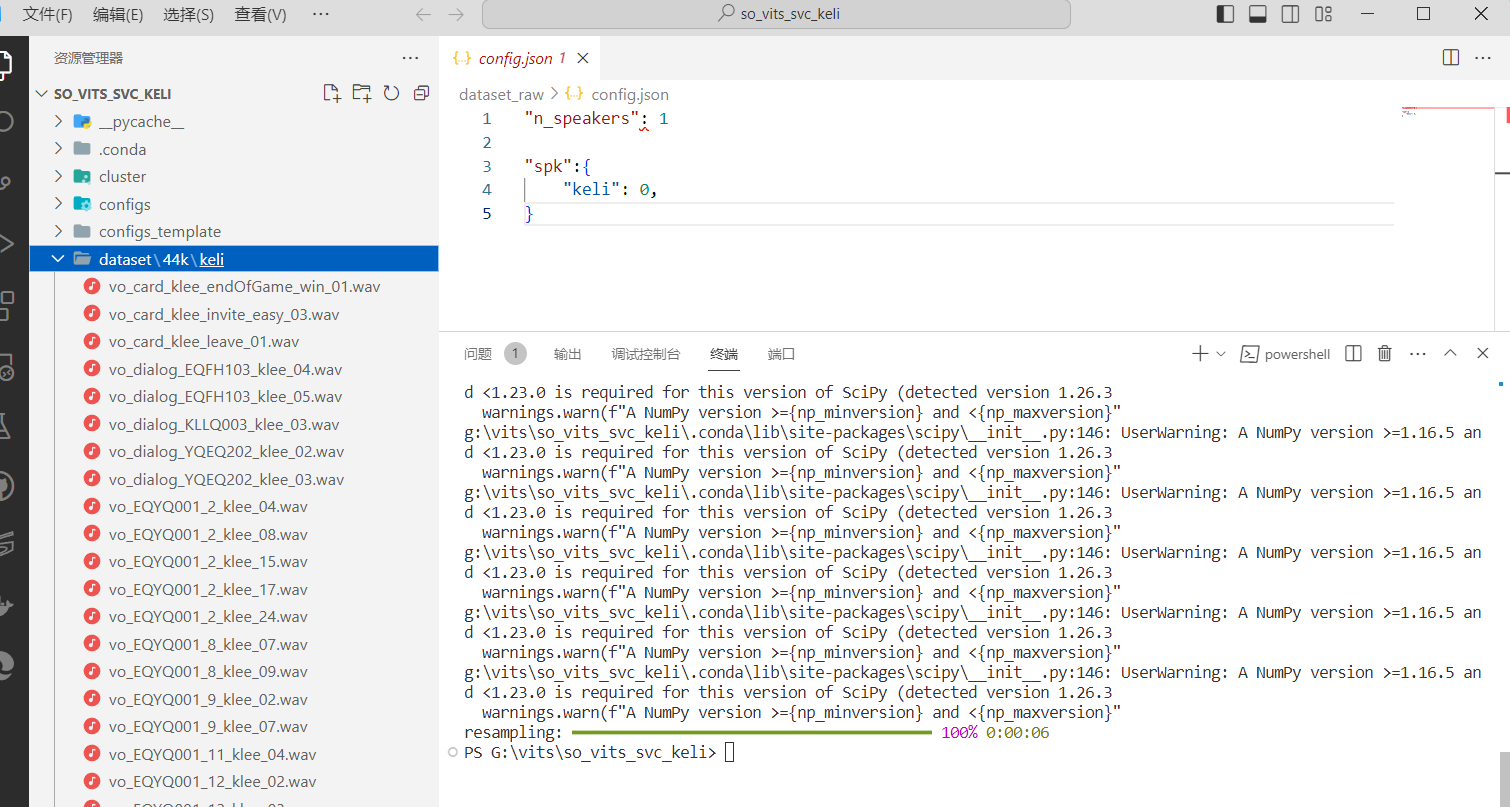 文件(F) 编辑(E) 选择(S) 查看(V) ··· so_vits_svc_keli
资源管理器 ···
SO_VITS_SVC_KELI
__pycache__
.conda
cluster
configs
configs_template
dataset\44k\keli
vo_card_klee_endOfGame_win_01.wav
vo_card_klee_invite_easy_03.wav
vo_card_klee_leave_01.wav
vo_dialog_EQFH103_klee_04.wav
vo_dialog_EQFH103_klee_05.wav
vo_dialog_KLLQ003_klee_03.wav
vo_dialog_YQEQ202_klee_02.wav
vo_dialog_YQEQ202_klee_03.wav
vo_EQYQ001_2_klee_04.wav
vo_EQYQ001_2_klee_08.wav
vo_EQYQ001_2_klee_15.wav
vo_EQYQ001_2_klee_17.wav
vo_EQYQ001_2_klee_24.wav
vo_EQYQ001_8_klee_07.wav
vo_EQYQ001_8_klee_09.wav
vo_EQYQ001_9_klee_02.wav
vo_EQYQ001_9_klee_07.wav
vo_EQYQ001_11_klee_04.wav
vo_EQYQ001_12_klee_02.wav
{} config.json 1
dataset_raw > {} config.json
1 "n_speakers": 1
2
3 "spk":{
4 "keli": 0,
5 }
问题 1 输出 调试控制台 终端 端口 powershell
d <1.23.0 is required for this version of SciPy (detected version 1.26.3
warnings.warn(f"A NumPy version >={np_minversion} and <{np_maxversion}"
g:\vits\so_vits_svc_keli\.conda\lib\site-packages\scipy\__init__.py:146: UserWarning: A NumPy version >=1.16.5 an
d <1.23.0 is required for this version of SciPy (detected version 1.26.3
warnings.warn(f"A NumPy version >={np_minversion} and <{np_maxversion}"
g:\vits\so_vits_svc_keli\.conda\lib\site-packages\scipy\__init__.py:146: UserWarning: A NumPy version >=1.16.5 an
d <1.23.0 is required for this version of SciPy (detected version 1.26.3
warnings.warn(f"A NumPy version >={np_minversion} and <{np_maxversion}"
g:\vits\so_vits_svc_keli\.conda\lib\site-packages\scipy\__init__.py:146: UserWarning: A NumPy version >=1.16.5 an
d <1.23.0 is required for this version of SciPy (detected version 1.26.3
warnings.warn(f"A NumPy version >={np_minversion} and <{np_maxversion}"
g:\vits\so_vits_svc_keli\.conda\lib\site-packages\scipy\__init__.py:146: UserWarning: A NumPy version >=1.16.5 an
d <1.23.0 is required for this version of SciPy (detected version 1.26.3
warnings.warn(f"A NumPy version >={np_minversion} and <{np_maxversion}"
g:\vits\so_vits_svc_keli\.conda\lib\site-packages\scipy\__init__.py:146: UserWarning: A NumPy version >=1.16.5 an
d <1.23.0 is required for this version of SciPy (detected version 1.26.3
warnings.warn(f"A NumPy version >={np_minversion} and <{np_maxversion}"
resampling: 100% 0:00:06
PS G:\vits\so_vits_svc_keli>